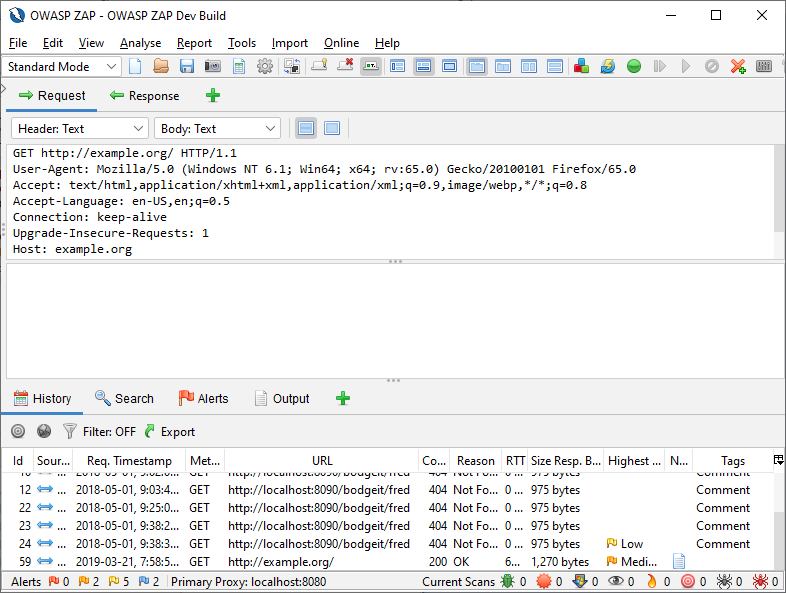 OWASP ZAP - OWASP ZAP Dev Build
File Edit View Analyse Report Tools Import Online Help
Standard Mode
Request Response
Header: Text Body: Text
GET http://example.org/ HTTP/1.1
User-Agent: Mozilla/5.0 (Windows NT 6.1; Win64; x64; rv:65.0) Gecko/20100101 Firefox/65.0
Accept: text/html,application/xhtml+xml,application/xml;q=0.9,image/webp,*/*;q=0.8
Accept-Language: en-US,en;q=0.5
Connection: keep-alive
Upgrade-Insecure-Requests: 1
Host: example.org
History Search Alerts Output
Filter: OFF Export
Id Sour... Req. Timestamp Met... URL Co... Reason RTT Size Resp. B... Highest ... N... Tags
12 ... 2018-05-01, 9:03:4... GET http://localhost:8090/bodgeit/fred 404 Not Fo... 0 ... 975 bytes Comment
22 ... 2018-05-01, 9:25:0... GET http://localhost:8090/bodgeit/fred 404 Not Fo... 0 ... 975 bytes Comment
23 ... 2018-05-01, 9:38:2... GET http://localhost:8090/bodgeit/fred 404 Not Fo... 0 ... 975 bytes Comment
24 ... 2018-05-01, 9:38:3... GET http://localhost:8090/bodgeit/fred 404 Not Fo... 0 ... 975 bytes Low Comment
59 ... 2019-03-21, 7:58:5... GET http://example.org/ 200 OK 6... 1,270 bytes Medi...
Alerts 0 2 5 2 Primary Proxy: localhost:8080 Current Scans 0 0 0 0 0 0 0 0